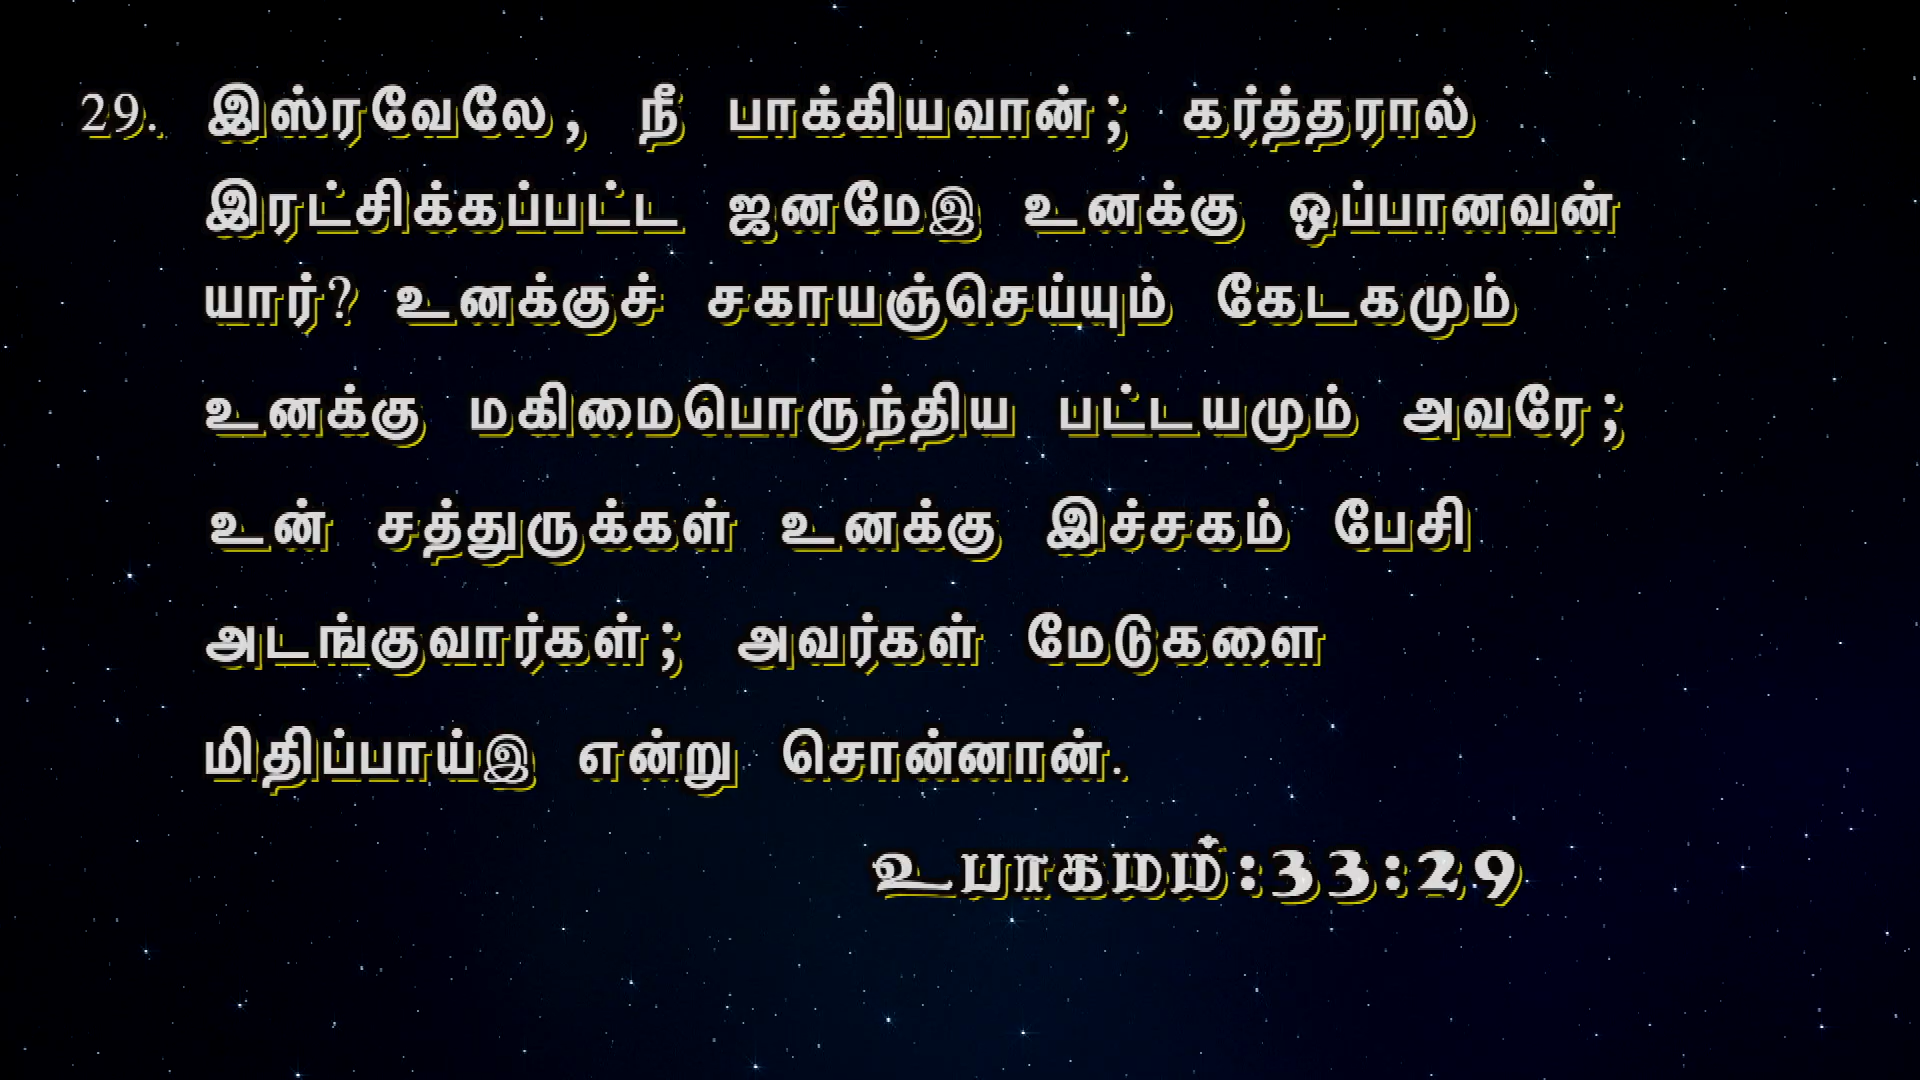 29. இஸ்ரவேலே, நீ பாக்கியவான்; கர்த்தரால்
இரட்சிக்கப்பட்ட ஜனமேஇ உனக்கு ஒப்பானவன்
யார்? உனக்குச் சகாயஞ்செய்யும் கேடகமும்
உனக்கு மகிமைபொருந்திய பட்டயமும் அவரே;
உன் சத்துருக்கள் உனக்கு இச்சகம் பேசி
அடங்குவார்கள்; அவர்கள் மேடுகளை
மிதிப்பாய்இ என்று சொன்னான்.
உபாகமம்:33:29